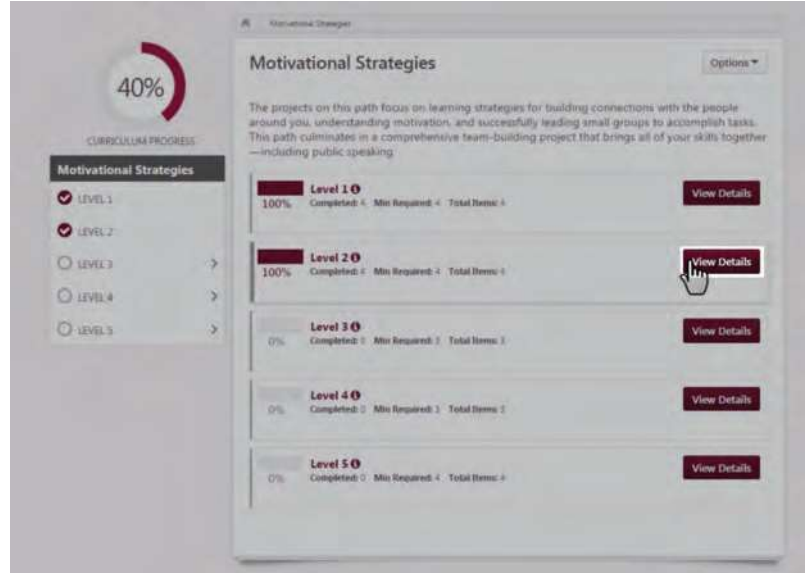 Motivational Strategies
Motivational Strategies
Options
40%
The projects on this path focus on learning strategies for building connections with the people
around you, understanding motivation, and successfully leading small groups to accomplish tasks.
This path culminates in a comprehensive team-building project that brings all of your skills together
—including public speaking.
CURRICULUM PROGRESS
Motivational Strategies
LEVEL 1
LEVEL 2
LEVEL 3
LEVEL 4
LEVEL 5
Level 1
100% Completed: 4 Min Required: 4 Total Items: 4
View Details
Level 2
100% Completed: 4 Min Required: 4 Total Items: 4
View Details
Level 3
0% Completed: 0 Min Required: 3 Total Items: 3
View Details
Level 4
0% Completed: 0 Min Required: 3 Total Items: 3
View Details
Level 5
0% Completed: 0 Min Required: 4 Total Items: 4
View Details